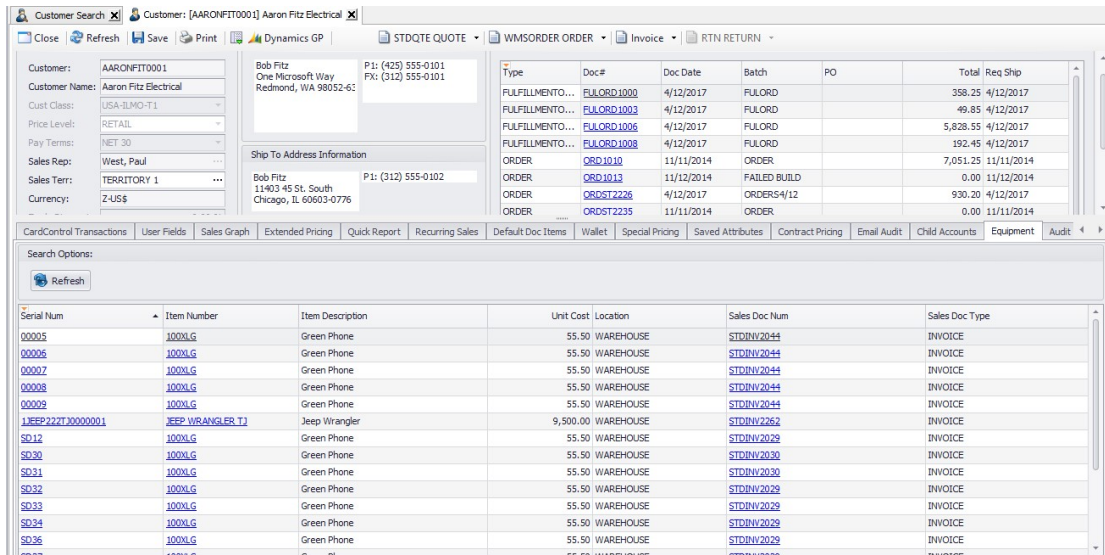 Customer Search Customer: [AARONFIT0001] Aaron Fitz Electrical
Close Refresh Save Print Dynamics GP STDQTE QUOTE WMSORDER ORDER Invoice RTN RETURN
Customer: AARONFIT0001
Customer Name: Aaron Fitz Electrical
Cust Class: USA-ILMO-T1
Price Level: RETAIL
Pay Terms: NET 30
Sales Rep: West, Paul ...
Sales Terr: TERRITORY 1 ...
Currency: Z-US$
Bob Fitz
One Microsoft Way
Redmond, WA 98052-63
P1: (425) 555-0101
FX: (312) 555-0101
Ship To Address Information
Bob Fitz
11403 45 St. South
Chicago, IL 60603-0776
P1: (312) 555-0102
Type Doc# Doc Date Batch PO Total Req Ship
FULFILLMENTO... FULORD1000 4/12/2017 FULORD 358.25 4/12/2017
FULFILLMENTO... FULORD1003 4/12/2017 FULORD 49.85 4/12/2017
FULFILLMENTO... FULORD1006 4/12/2017 FULORD 5,828.55 4/12/2017
FULFILLMENTO... FULORD1008 4/12/2017 FULORD 192.45 4/12/2017
ORDER ORD1010 11/11/2014 ORDER 7,051.25 11/11/2014
ORDER ORD1013 11/12/2014 FAILED BUILD 0.00 11/12/2014
ORDER ORDST2226 4/12/2017 ORDERS4/12 930.20 4/12/2017
ORDER ORDST2235 11/11/2014 ORDER 0.00 11/11/2014
CardControl Transactions User Fields Sales Graph Extended Pricing Quick Report Recurring Sales Default Doc Items Wallet Special Pricing Saved Attributes Contract Pricing Email Audit Child Accounts Equipment Audit
Search Options:
Refresh
Serial Num Item Number Item Description Unit Cost Location Sales Doc Num Sales Doc Type
00005 100XLG Green Phone 55.50 WAREHOUSE STDINV2044 INVOICE
00006 100XLG Green Phone 55.50 WAREHOUSE STDINV2044 INVOICE
00007 100XLG Green Phone 55.50 WAREHOUSE STDINV2044 INVOICE
00008 100XLG Green Phone 55.50 WAREHOUSE STDINV2044 INVOICE
00009 100XLG Green Phone 55.50 WAREHOUSE STDINV2044 INVOICE
1JEEP222TJ0000001 JEEP WRANGLER TJ Jeep Wrangler 9,500.00 WAREHOUSE STDINV2262 INVOICE
SD12 100XLG Green Phone 55.50 WAREHOUSE STDINV2029 INVOICE
SD30 100XLG Green Phone 55.50 WAREHOUSE STDINV2030 INVOICE
SD31 100XLG Green Phone 55.50 WAREHOUSE STDINV2030 INVOICE
SD32 100XLG Green Phone 55.50 WAREHOUSE STDINV2029 INVOICE
SD33 100XLG Green Phone 55.50 WAREHOUSE STDINV2029 INVOICE
SD34 100XLG Green Phone 55.50 WAREHOUSE STDINV2029 INVOICE
SD36 100XLG Green Phone 55.50 WAREHOUSE STDINV2029 INVOICE